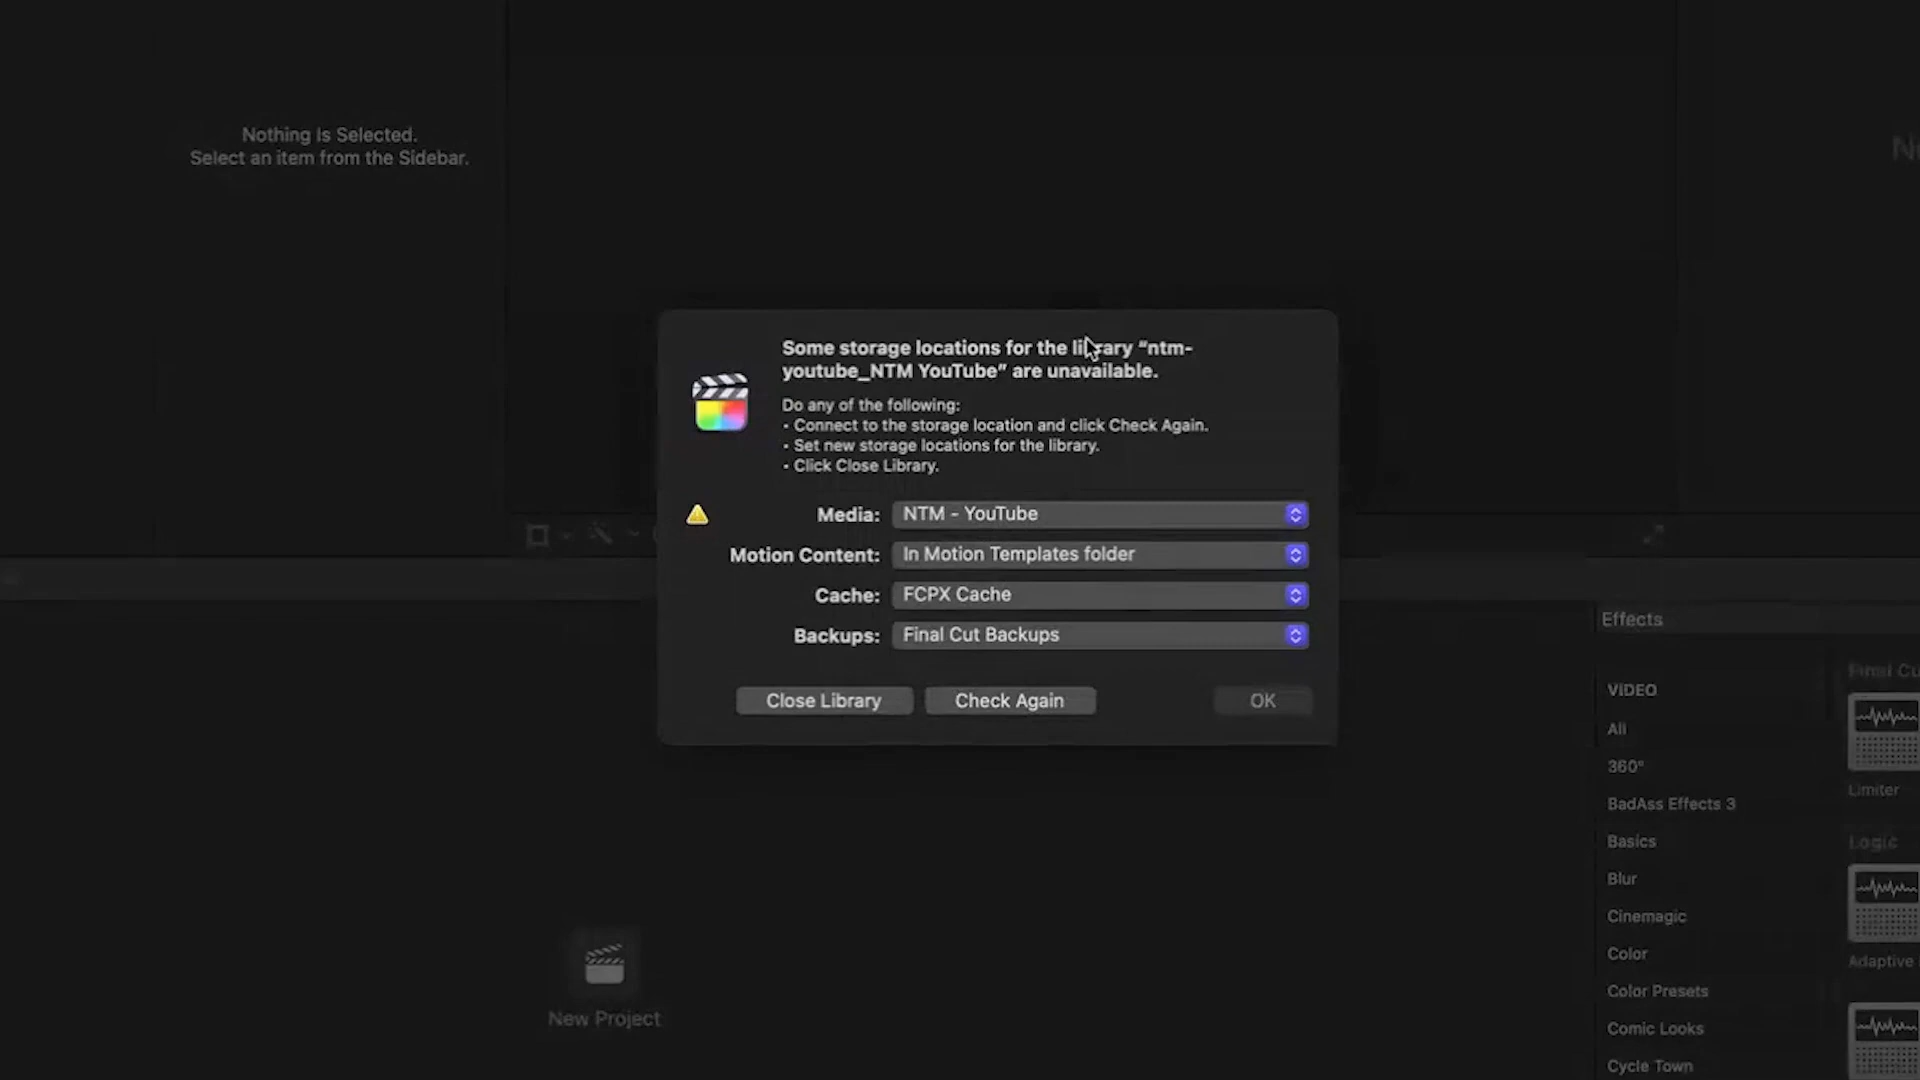 Nothing Is Selected.
Select an item from the Sidebar.
Some storage locations for the library “ntm-
youtube_NTM YouTube” are unavailable.
Do any of the following:
• Connect to the storage location and click Check Again.
• Set new storage locations for the library.
• Click Close Library.
Media: NTM - YouTube
Motion Content: In Motion Templates folder
Cache: FCPX Cache
Backups: Final Cut Backups
Close Library
Check Again
OK
New Project
Effects
VIDEO
All
360°
BadAss Effects 3
Basics
Blur
Cinemagic
Color
Color Presets
Comic Looks
Cycle Town
Final Cu
Limiter
Logic
Adaptive